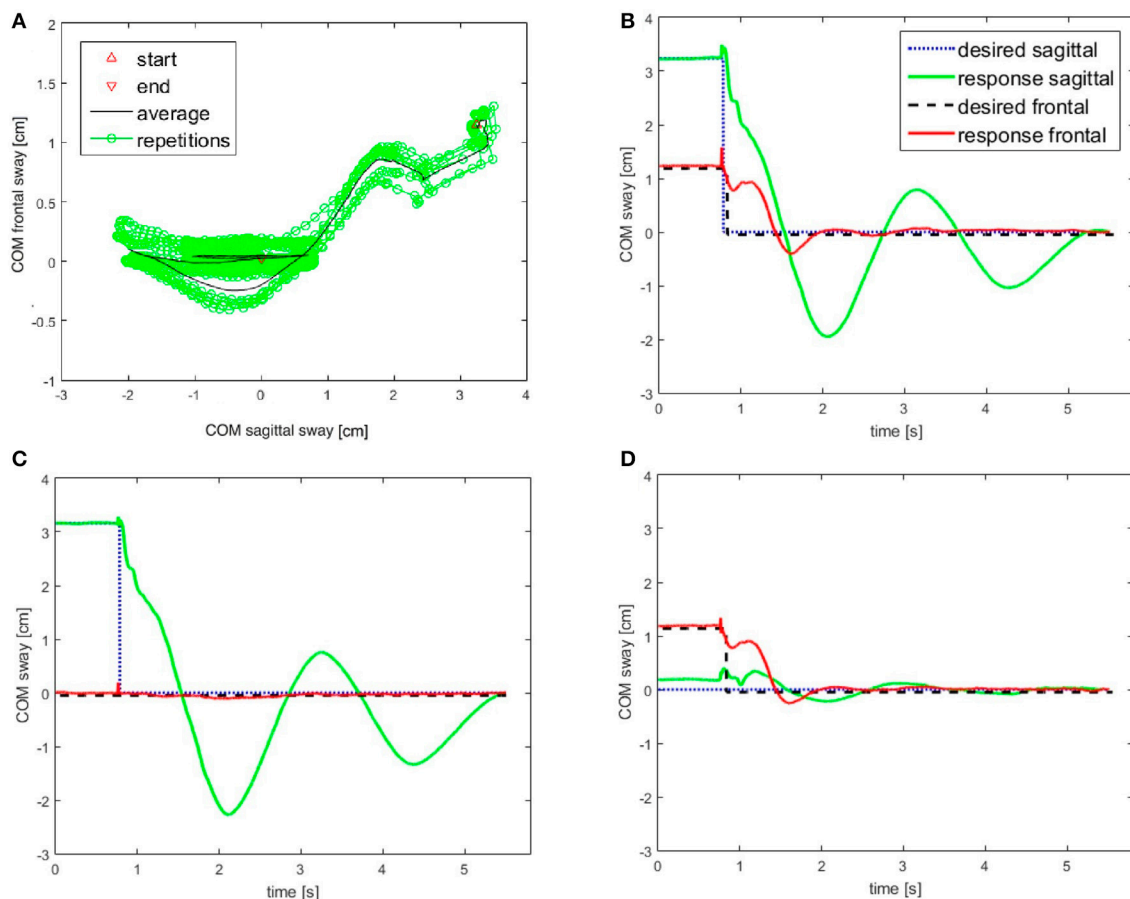 A
2
1.5
1
0.5
0
-0.5
-1
COM frontal sway [cm]
start
end
average
repetitions
-3
-2
-1
0
1
2
3
4
COM sagittal sway [cm]
B
4
3
2
1
0
-1
-2
-3
COM sway [cm]
desired sagittal
response sagittal
desired frontal
response frontal
0
1
2
3
4
5
time [s]
C
4
3
2
1
0
-1
-2
-3
COM sway [cm]
0
1
2
3
4
5
time [s]
D
4
3
2
1
0
-1
-2
-3
COM sway [cm]
0
1
2
3
4
5
time [s]